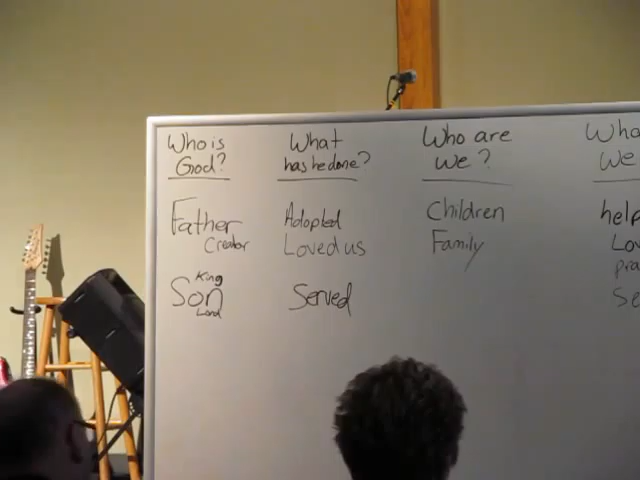 Who is
God?
Father
Creator
King
Son
Lord
What
has he done?
Adopted
Loved us
Served
Who are
we?
Children
Family
We